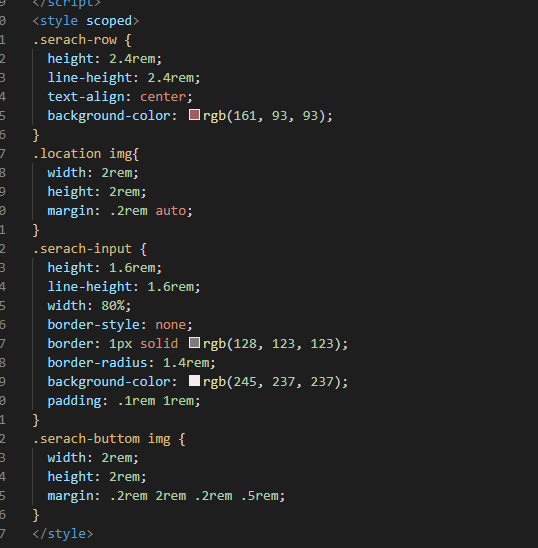 9 </script>
0 <style scoped>
1 .serach-row {
2 height: 2.4rem;
3 line-height: 2.4rem;
4 text-align: center;
5 background-color: rgb(161, 93, 93);
6 }
7 .location img{
8 width: 2rem;
9 height: 2rem;
0 margin: .2rem auto;
1 }
2 .serach-input {
3 height: 1.6rem;
4 line-height: 1.6rem;
5 width: 80%;
6 border-style: none;
7 border: 1px solid rgb(128, 123, 123);
8 border-radius: 1.4rem;
9 background-color: rgb(245, 237, 237);
0 padding: .1rem 1rem;
1 }
2 .serach-buttom img {
3 width: 2rem;
4 height: 2rem;
5 margin: .2rem 2rem .2rem .5rem;
6 }
7 </style>